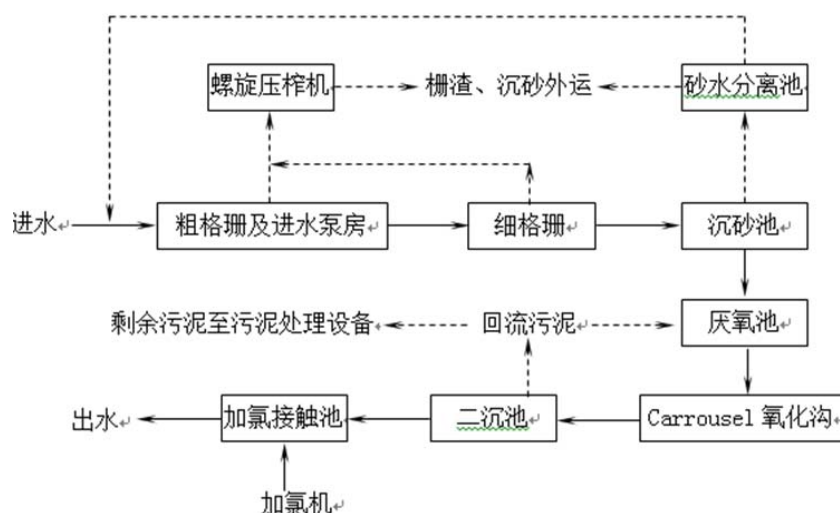 螺旋压榨机
栅渣、沉砂外运
砂水分离池
进水
粗格珊及进水泵房
细格珊
沉砂池
剩余污泥至污泥处理设备
回流污泥
厌氧池
出水
加氯接触池
二沉池
Carrousel 氧化沟
加氯机